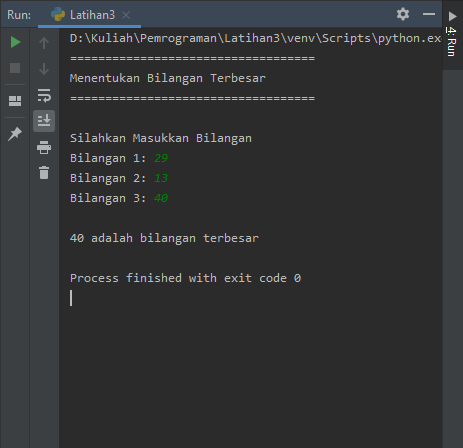 Run:
Latihan3
4: Run
D:\Kuliah\Pemrograman\Latihan3\venv\Scripts\python.ex
===================================
Menentukan Bilangan Terbesar
===================================
Silahkan Masukkan Bilangan
Bilangan 1: 29
Bilangan 2: 13
Bilangan 3: 40
40 adalah bilangan terbesar
Process finished with exit code 0